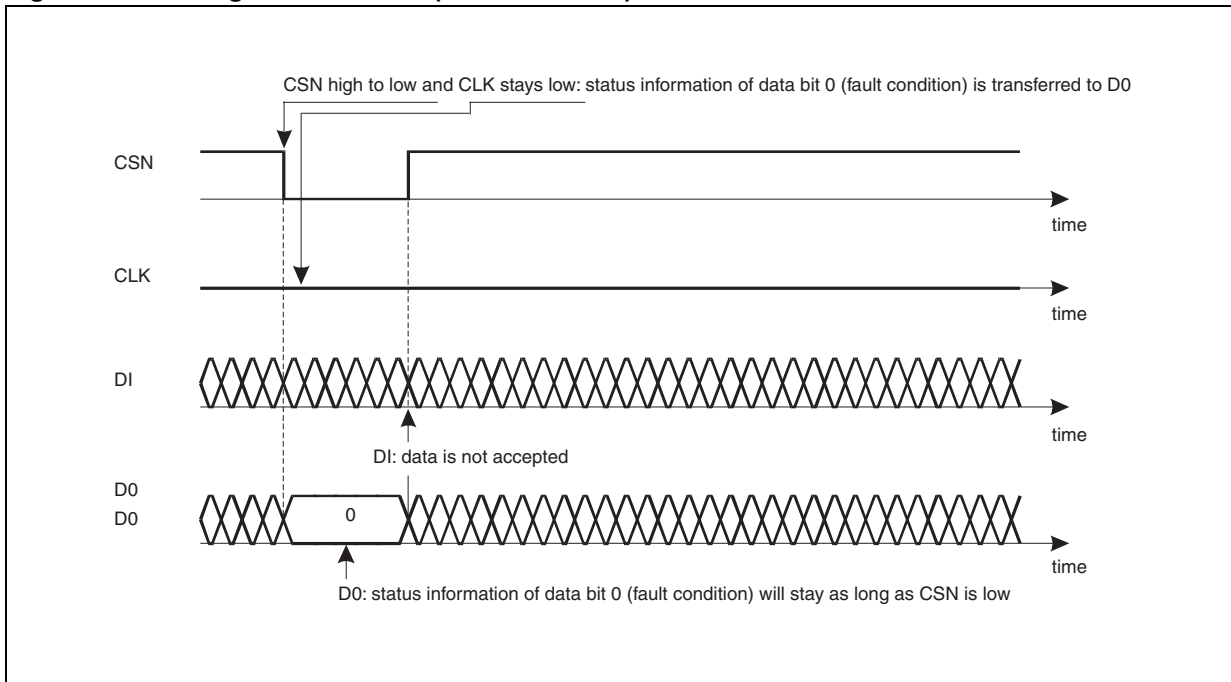 CSN high to low and CLK stays low: status information of data bit 0 (fault condition) is transferred to D0
CSN
time
CLK
time
DI
time
DI: data is not accepted
D0
D0
0
time
D0: status information of data bit 0 (fault condition) will stay as long as CSN is low